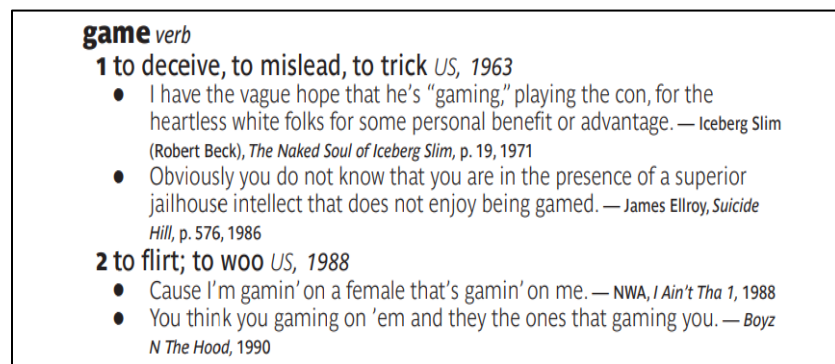 game verb
1 to deceive, to mislead, to trick US, 1963
● I have the vague hope that he's “gaming,” playing the con, for the
heartless white folks for some personal benefit or advantage. — Iceberg Slim
(Robert Beck), The Naked Soul of Iceberg Slim, p. 19, 1971
● Obviously you do not know that you are in the presence of a superior
jailhouse intellect that does not enjoy being gamed. — James Ellroy, Suicide
Hill, p. 576, 1986
2 to flirt; to woo US, 1988
● Cause I'm gamin' on a female that's gamin' on me. — NWA, I Ain't Tha 1, 1988
● You think you gaming on 'em and they the ones that gaming you. — Boyz
N The Hood, 1990